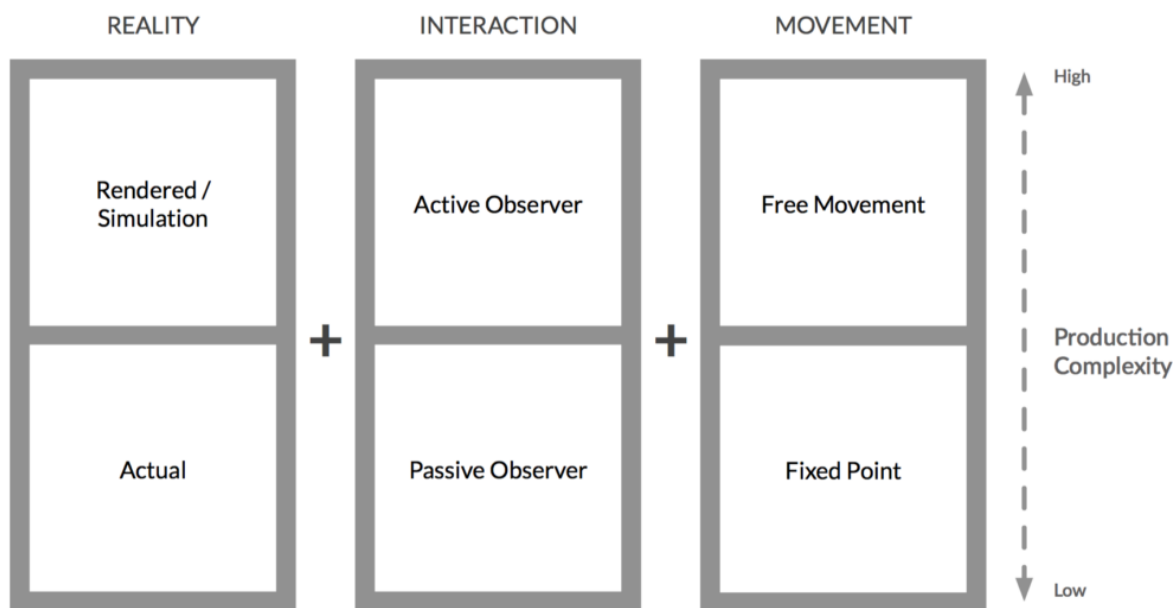 REALITY
INTERACTION
MOVEMENT
High
Rendered /
Simulation
Active Observer
Free Movement
+
+
Production
Complexity
Actual
Passive Observer
Fixed Point
Low